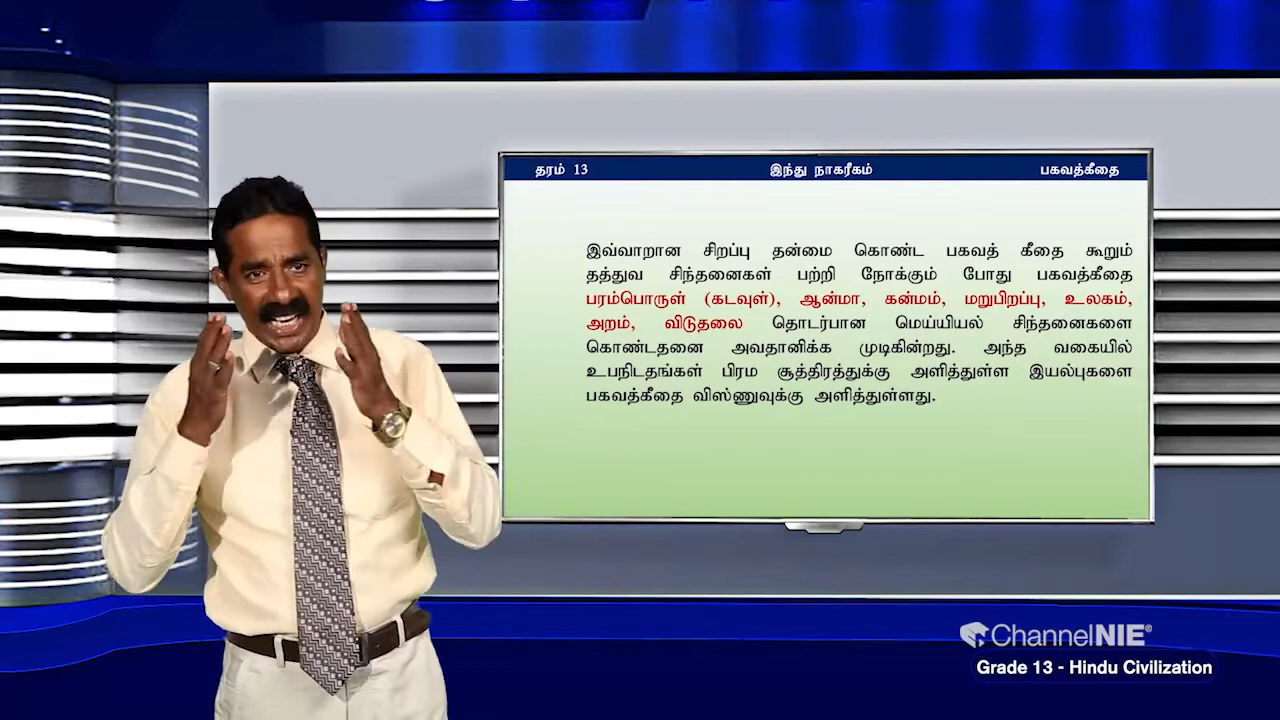 தரம் 13 இந்து நாகரீகம் பகவத்கீதை
இவ்வாறான சிறப்பு தன்மை கொண்ட பகவத் கீதை கூறும்
தத்துவ சிந்தனைகள் பற்றி நோக்கும் போது பகவத்கீதை
பரம்பொருள் (கடவுள்), ஆன்மா, கன்மம், மறுபிறப்பு, உலகம்,
அறம், விடுதலை தொடர்பான மெய்யியல் சிந்தனைகளை
கொண்டதனை அவதானிக்க முடிகின்றது. அந்த வகையில்
உபநிடதங்கள் பிரம சூத்திரத்துக்கு அளித்துள்ள இயல்புகளை
பகவத்கீதை விஸ்ணுவுக்கு அளித்துள்ளது.
ChannelNIE®
Grade 13 - Hindu Civilization